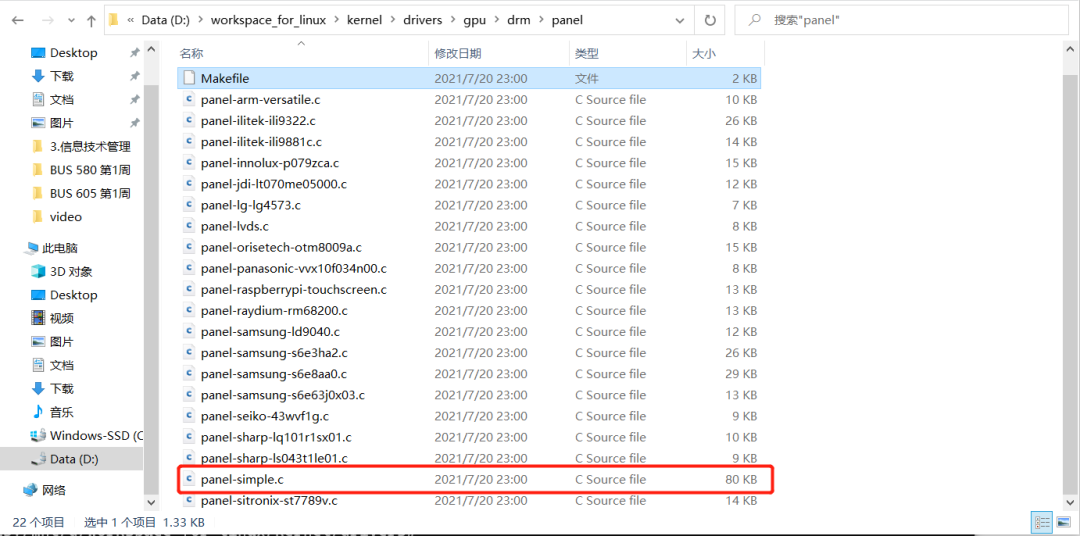 « Data (D:) > workspace_for_linux > kernel > drivers > gpu > drm > panel
搜索"panel"
Desktop
下载
文档
图片
3.信息技术管理
BUS 580 第1周
BUS 605 第1周
video
此电脑
3D 对象
Desktop
视频
图片
文档
下载
音乐
Windows-SSD (C
Data (D:)
网络
名称 修改日期 类型 大小
Makefile 2021/7/20 23:00 文件 2 KB
panel-arm-versatile.c 2021/7/20 23:00 C Source file 10 KB
panel-ilitek-ili9322.c 2021/7/20 23:00 C Source file 26 KB
panel-ilitek-ili9881c.c 2021/7/20 23:00 C Source file 14 KB
panel-innolux-p079zca.c 2021/7/20 23:00 C Source file 15 KB
panel-jdi-lt070me05000.c 2021/7/20 23:00 C Source file 12 KB
panel-lg-lg4573.c 2021/7/20 23:00 C Source file 7 KB
panel-lvds.c 2021/7/20 23:00 C Source file 8 KB
panel-orisetech-otm8009a.c 2021/7/20 23:00 C Source file 15 KB
panel-panasonic-vvx10f034n00.c 2021/7/20 23:00 C Source file 8 KB
panel-raspberrypi-touchscreen.c 2021/7/20 23:00 C Source file 13 KB
panel-raydium-rm68200.c 2021/7/20 23:00 C Source file 13 KB
panel-samsung-ld9040.c 2021/7/20 23:00 C Source file 12 KB
panel-samsung-s6e3ha2.c 2021/7/20 23:00 C Source file 26 KB
panel-samsung-s6e8aa0.c 2021/7/20 23:00 C Source file 29 KB
panel-samsung-s6e63j0x03.c 2021/7/20 23:00 C Source file 13 KB
panel-seiko-43wvf1g.c 2021/7/20 23:00 C Source file 9 KB
panel-sharp-lq101r1sx01.c 2021/7/20 23:00 C Source file 10 KB
panel-sharp-ls043t1le01.c 2021/7/20 23:00 C Source file 9 KB
panel-simple.c 2021/7/20 23:00 C Source file 80 KB
panel-sitronix-st7789v.c 2021/7/20 23:00 C Source file 14 KB
22 个项目 选中 1 个项目 1.33 KB